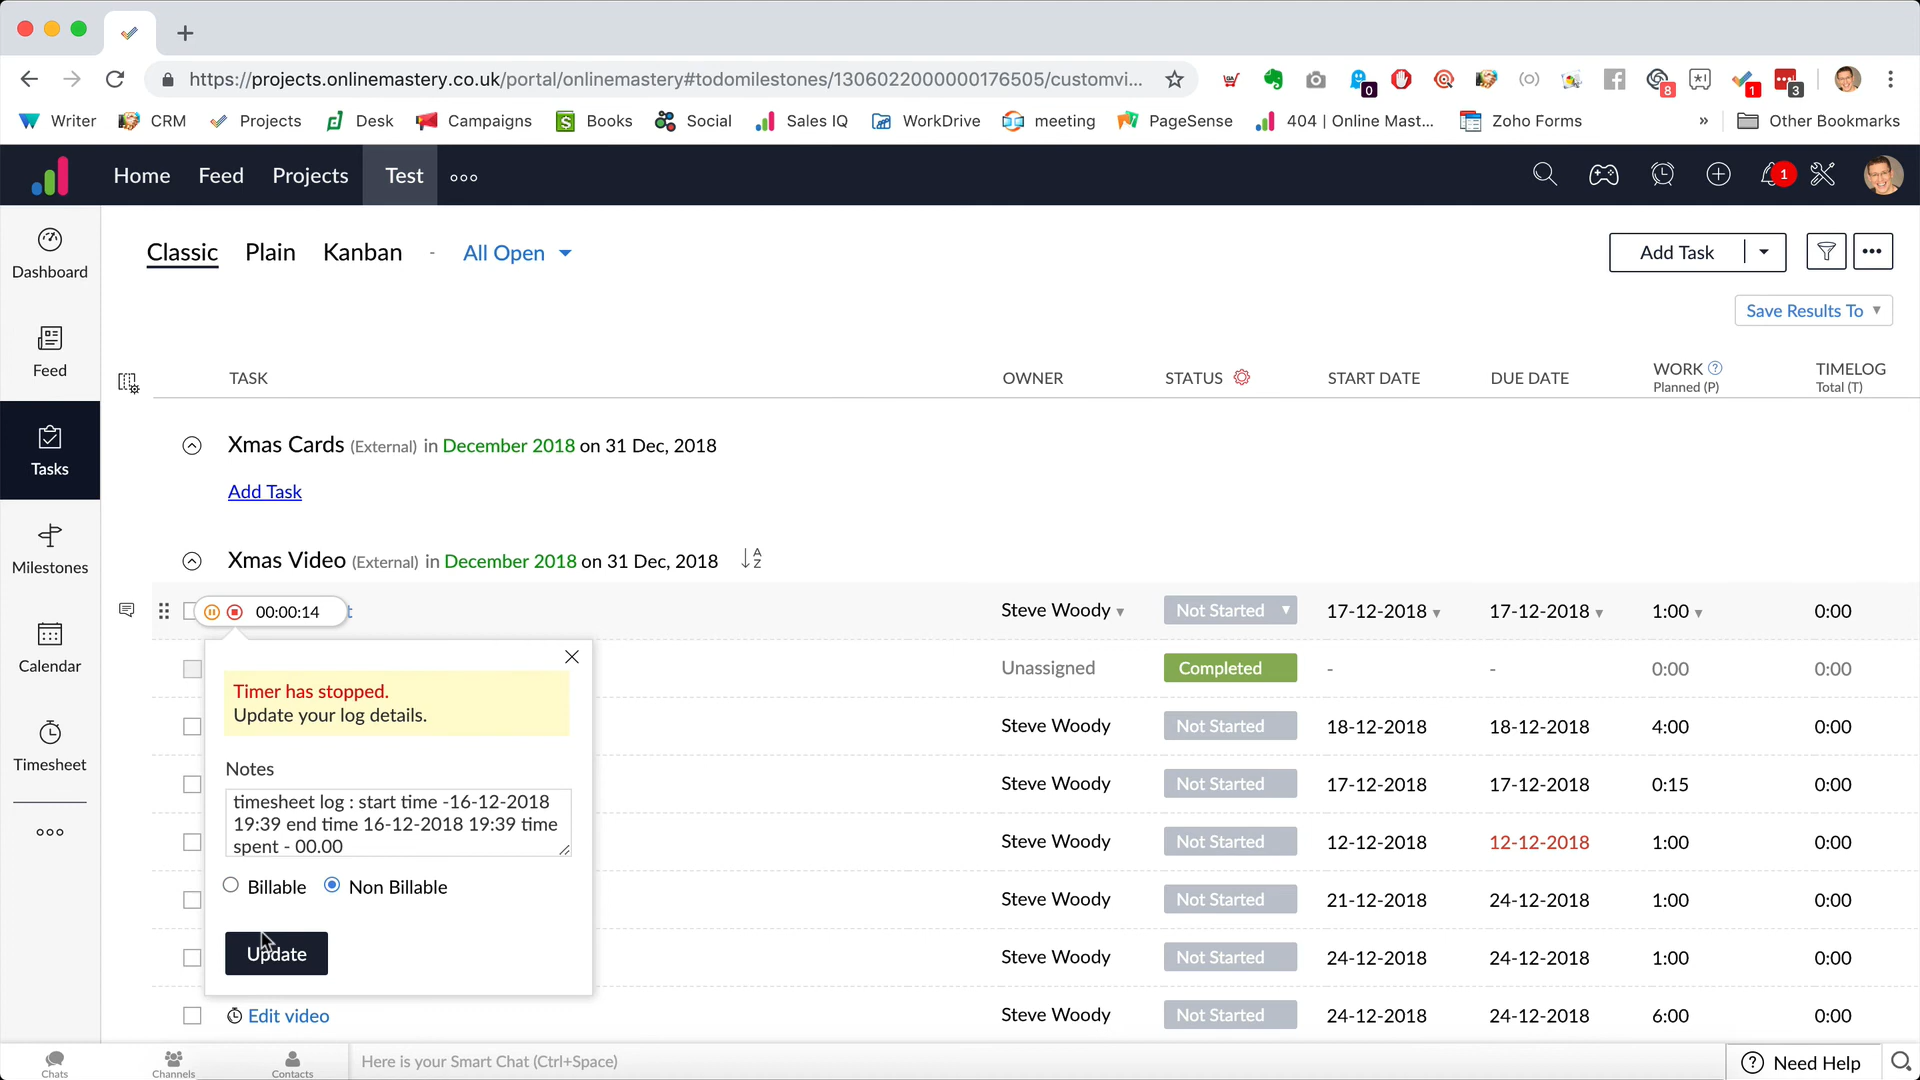 https://projects.onlinemastery.co.uk/portal/onlinemastery#todomilestones/1306022000000176505/customvi...
0
8
1
3
Writer CRM Projects Desk Campaigns Books Social Sales IQ WorkDrive meeting PageSense 404 | Online Mast... Zoho Forms » Other Bookmarks
Home Feed Projects Test
1
Dashboard
Feed
Tasks
Milestones
Calendar
Timesheet
Classic Plain Kanban - All Open
Add Task
Save Results To
TASK OWNER STATUS START DATE DUE DATE WORK TIMELOG
Planned (P) Total (T)
Xmas Cards (External) in December 2018 on 31 Dec, 2018
Add Task
Xmas Video (External) in December 2018 on 31 Dec, 2018
00:00:14 t Steve Woody Not Started 17-12-2018 17-12-2018 1:00 0:00
Unassigned Completed - - 0:00 0:00
Steve Woody Not Started 18-12-2018 18-12-2018 4:00 0:00
Steve Woody Not Started 17-12-2018 17-12-2018 0:15 0:00
Steve Woody Not Started 12-12-2018 12-12-2018 1:00 0:00
Steve Woody Not Started 21-12-2018 24-12-2018 1:00 0:00
Steve Woody Not Started 24-12-2018 24-12-2018 1:00 0:00
Edit video Steve Woody Not Started 24-12-2018 24-12-2018 6:00 0:00
Timer has stopped.
Update your log details.
Notes
timesheet log : start time -16-12-2018
19:39 end time 16-12-2018 19:39 time
spent - 00.00
Billable Non Billable
Update
Chats Channels Contacts
Here is your Smart Chat (Ctrl+Space)
Need Help